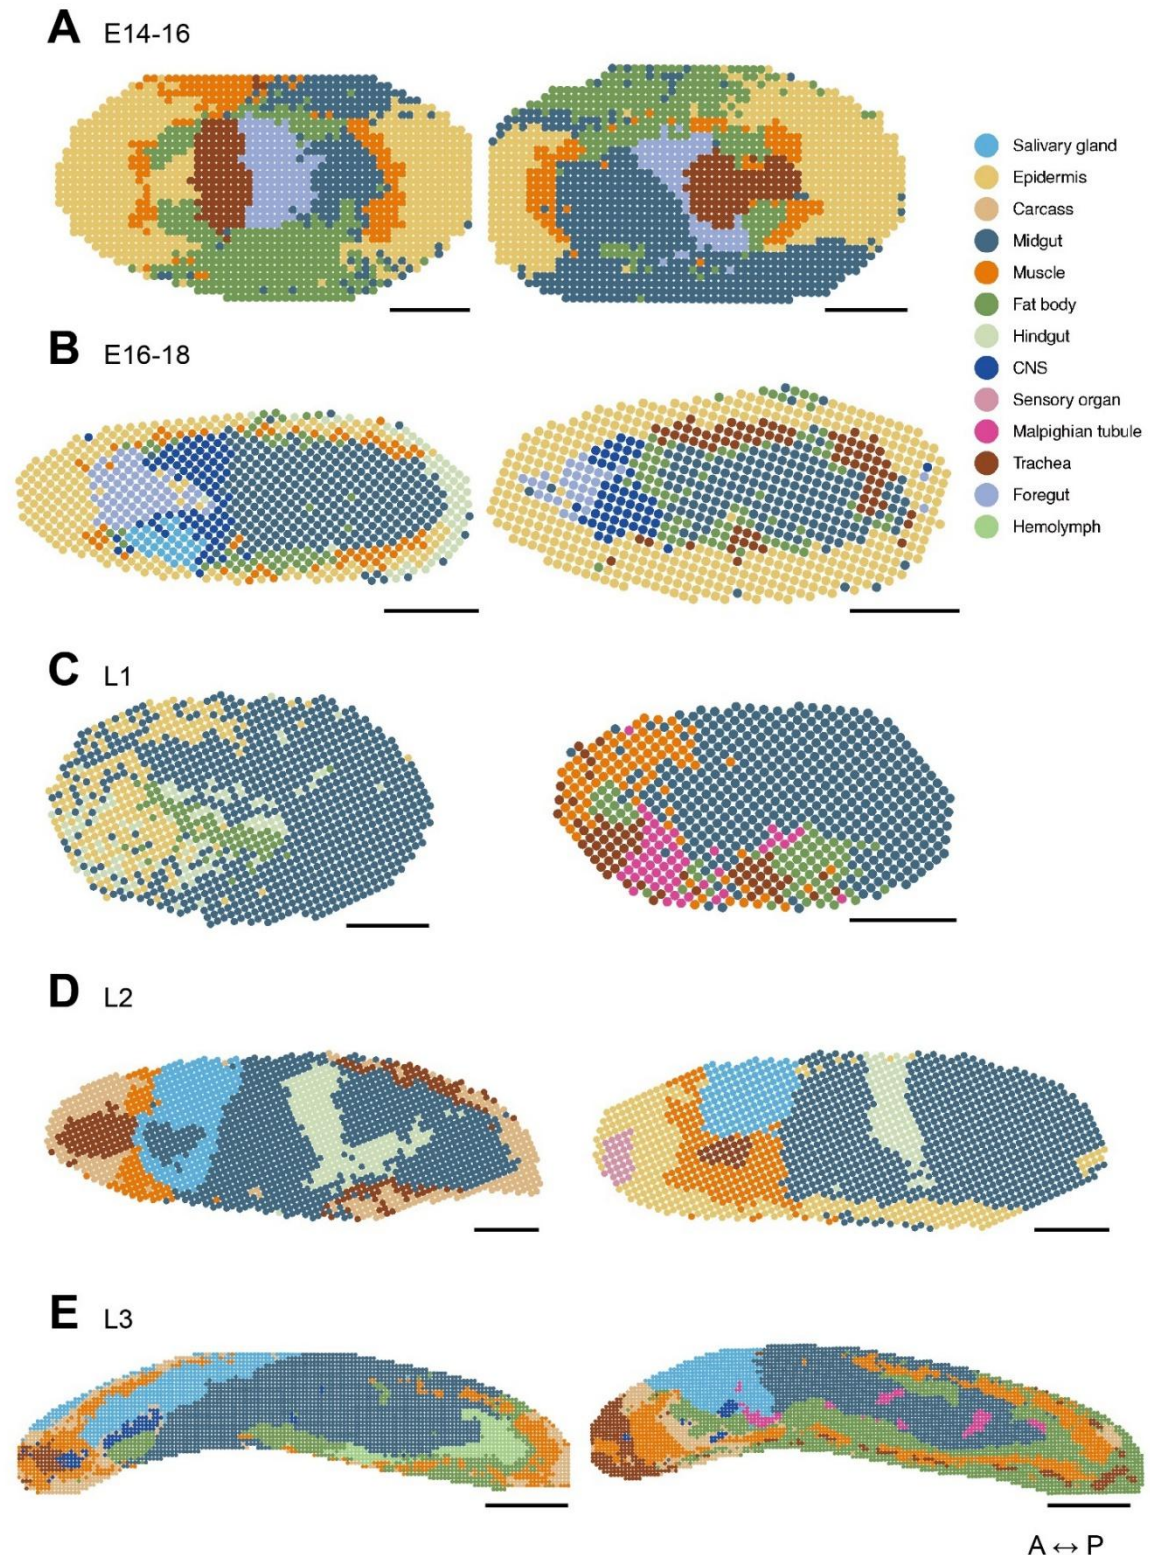 A E14-16
Salivary gland
Epidermis
Carcass
Midgut
Muscle
Fat body
Hindgut
CNS
Sensory organ
Malpighian tubule
Trachea
Foregut
Hemolymph
B E16-18
C L1
D L2
E L3
A ↔ P